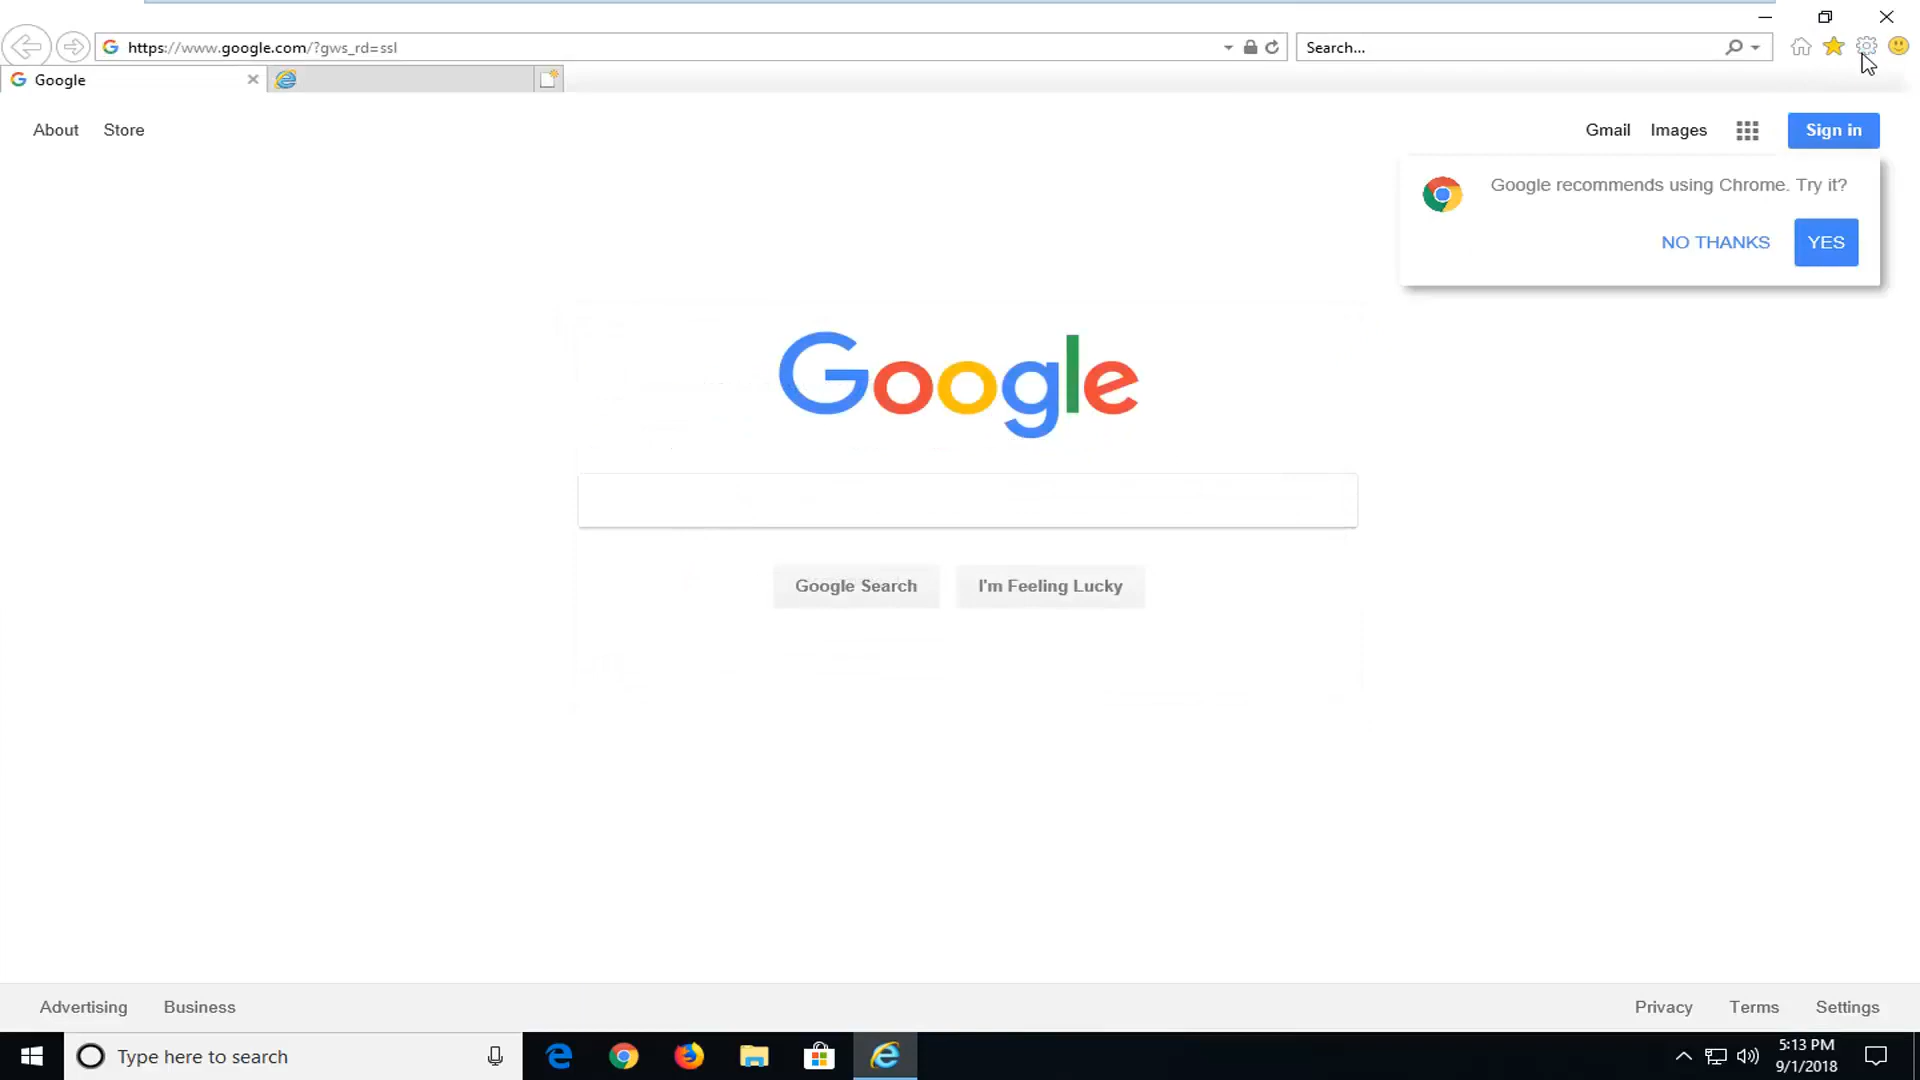 https://www.google.com/?gws_rd=ssl
Search...
Google
About Store
Gmail Images Sign in
Google recommends using Chrome. Try it?
NO THANKS YES
Google
Google Search I'm Feeling Lucky
Advertising Business
Privacy Terms Settings
Type here to search
5:13 PM
9/1/2018